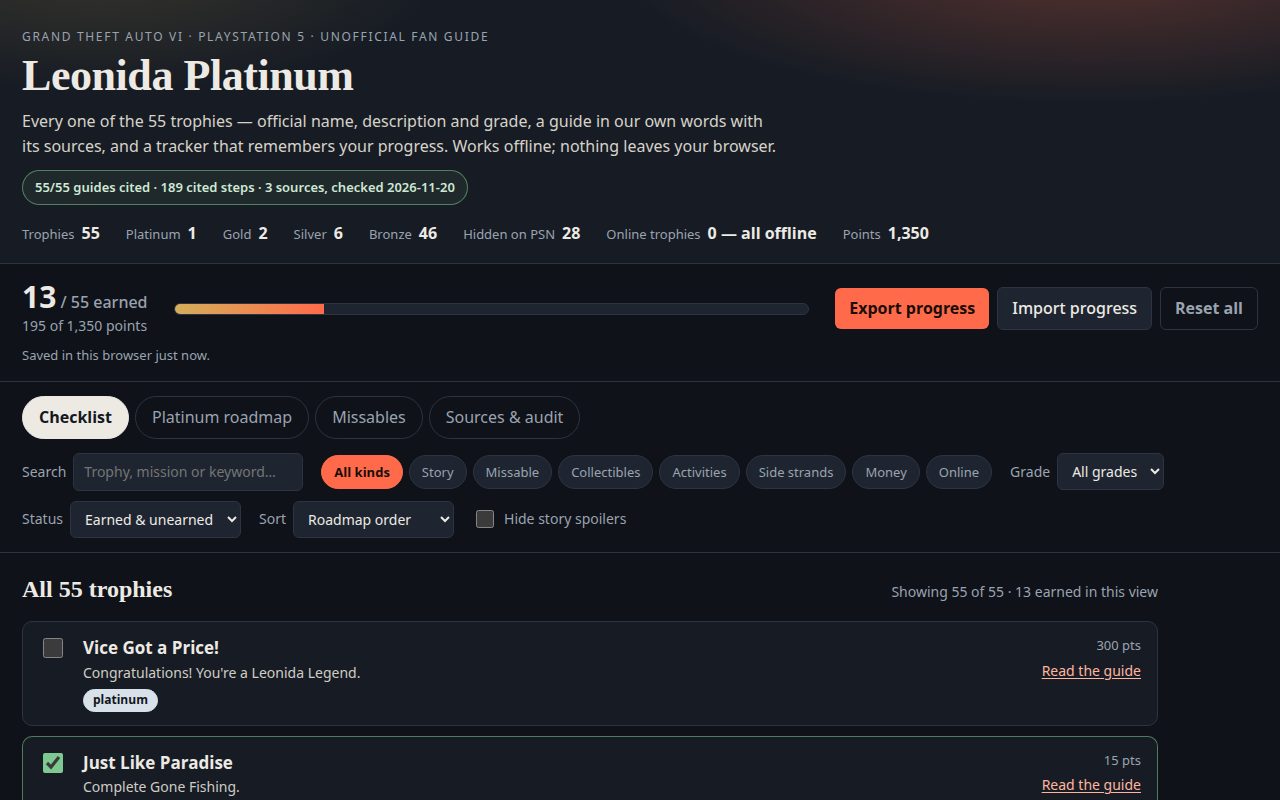 GRAND THEFT AUTO VI · PLAYSTATION 5 · UNOFFICIAL FAN GUIDE
Leonida Platinum
Every one of the 55 trophies — official name, description and grade, a guide in our own words with
its sources, and a tracker that remembers your progress. Works offline; nothing leaves your browser.
55/55 guides cited · 189 cited steps · 3 sources, checked 2026-11-20
Trophies 55 Platinum 1 Gold 2 Silver 6 Bronze 46 Hidden on PSN 28 Online trophies 0 — all offline Points 1,350
13 / 55 earned
195 of 1,350 points
Export progress Import progress Reset all
Saved in this browser just now.
Checklist Platinum roadmap Missables Sources & audit
Search Trophy, mission or keyword... All kinds Story Missable Collectibles Activities Side strands Money Online Grade All grades
Status Earned & unearned Sort Roadmap order Hide story spoilers
All 55 trophies Showing 55 of 55 · 13 earned in this view
Vice Got a Price! 300 pts
Congratulations! You're a Leonida Legend. Read the guide
platinum
Just Like Paradise 15 pts
Complete Gone Fishing. Read the guide